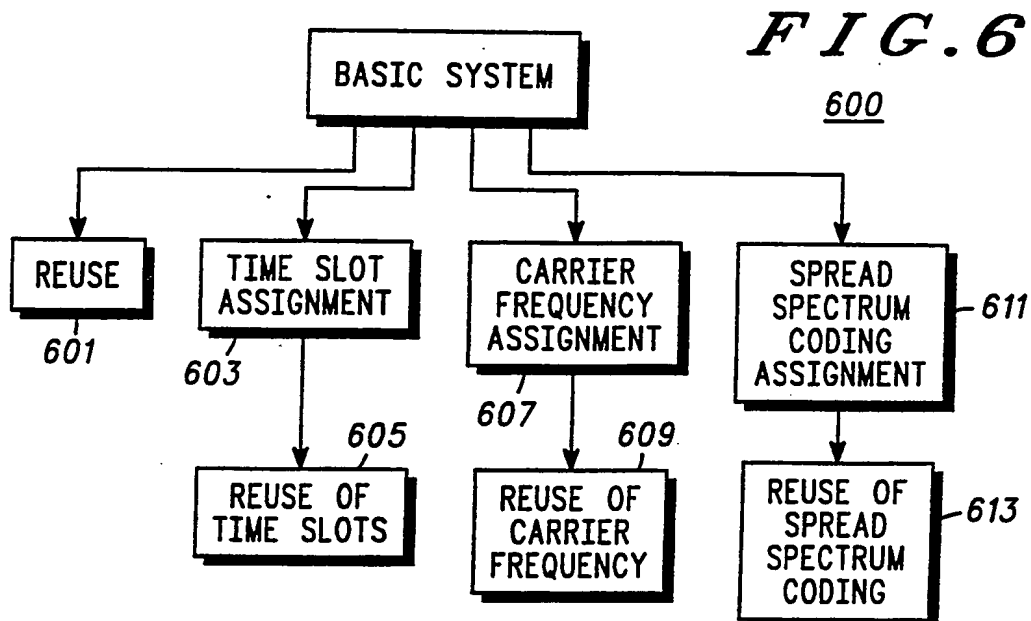 FIG.6
600
BASIC SYSTEM
REUSE
601
TIME SLOT
ASSIGNMENT
603
CARRIER
FREQUENCY
ASSIGNMENT
607
SPREAD
SPECTRUM
CODING
ASSIGNMENT
611
605
REUSE OF
TIME SLOTS
609
REUSE OF
CARRIER
FREQUENCY
REUSE OF
SPREAD
SPECTRUM
CODING
613